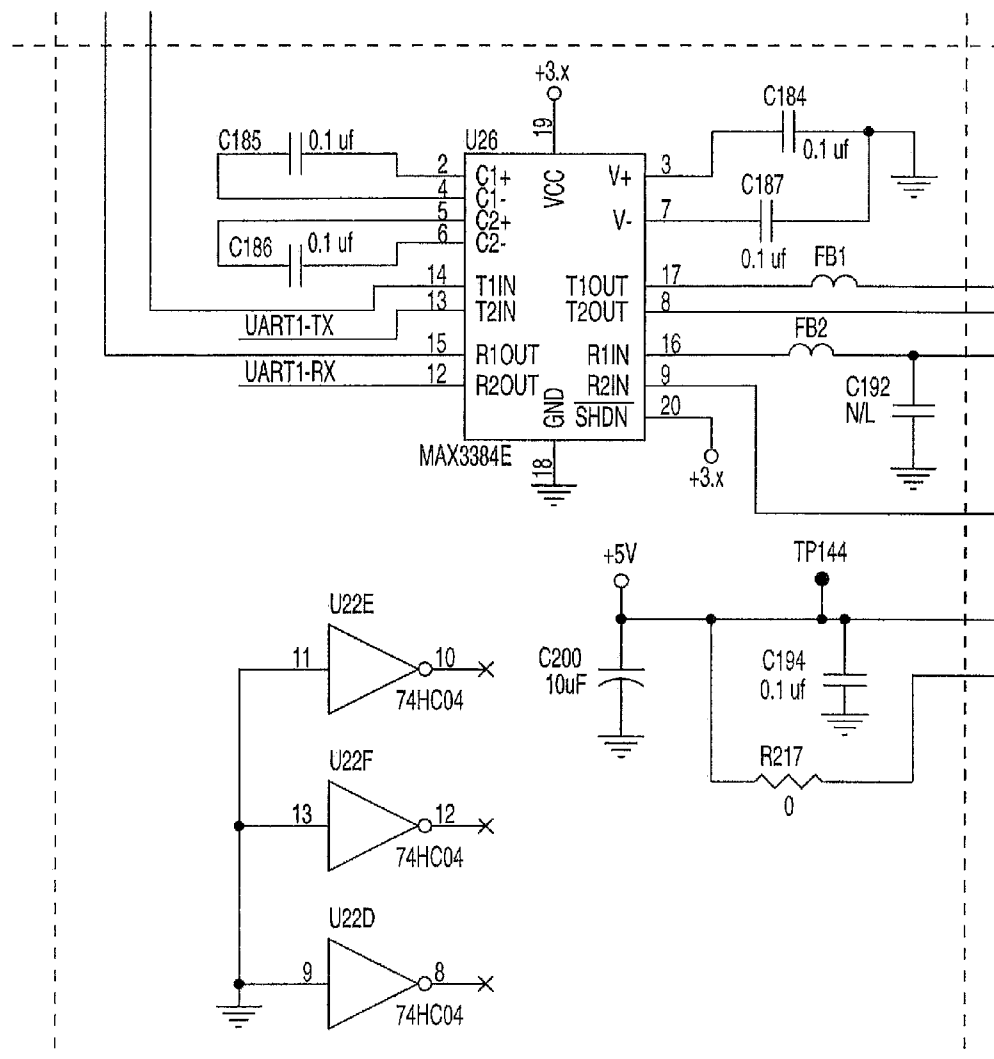 +3.x
19
U26
C185
0.1 uf
2
C1+
4
C1-
5
C2+
6
C2-
C186
0.1 uf
VCC
V+
3
C184
0.1 uf
V-
7
C187
0.1 uf
14
T1IN
13
T2IN
UART1-TX
15
R1OUT
UART1-RX
12
R2OUT
T1OUT
17
FB1
T2OUT
8
R1IN
16
FB2
R2IN
9
SHDN
20
+3.x
C192
N/L
GND
18
MAX3384E
+5V
TP144
C200
10uF
C194
0.1 uf
R217
0
U22E
11
10
74HC04
U22F
13
12
74HC04
U22D
9
8
74HC04